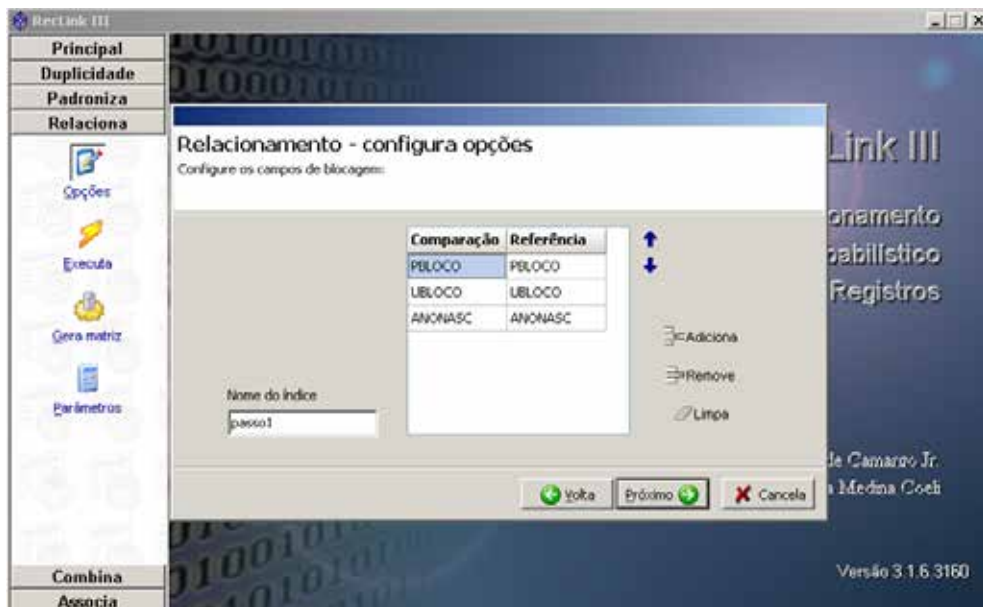 RecLink III
Principal
Duplicidade
Padroniza
Relaciona
Opções
Executa
Gera matriz
Parâmetros
Combina
Associa
Relacionamento - configura opções
Configure os campos de blocagem:
Comparação Referência
PBLOCO PBLOCO
UBLOCO UBLOCO
ANONASC ANONASC
Adiciona
Remove
Limpa
Nome do índice
passo1
Volta
Próximo
Cancela
Link III
onamento
abilístico
Registros
de Camargo Jr.
a Medina Coeli
Versão 3.1.6.3160